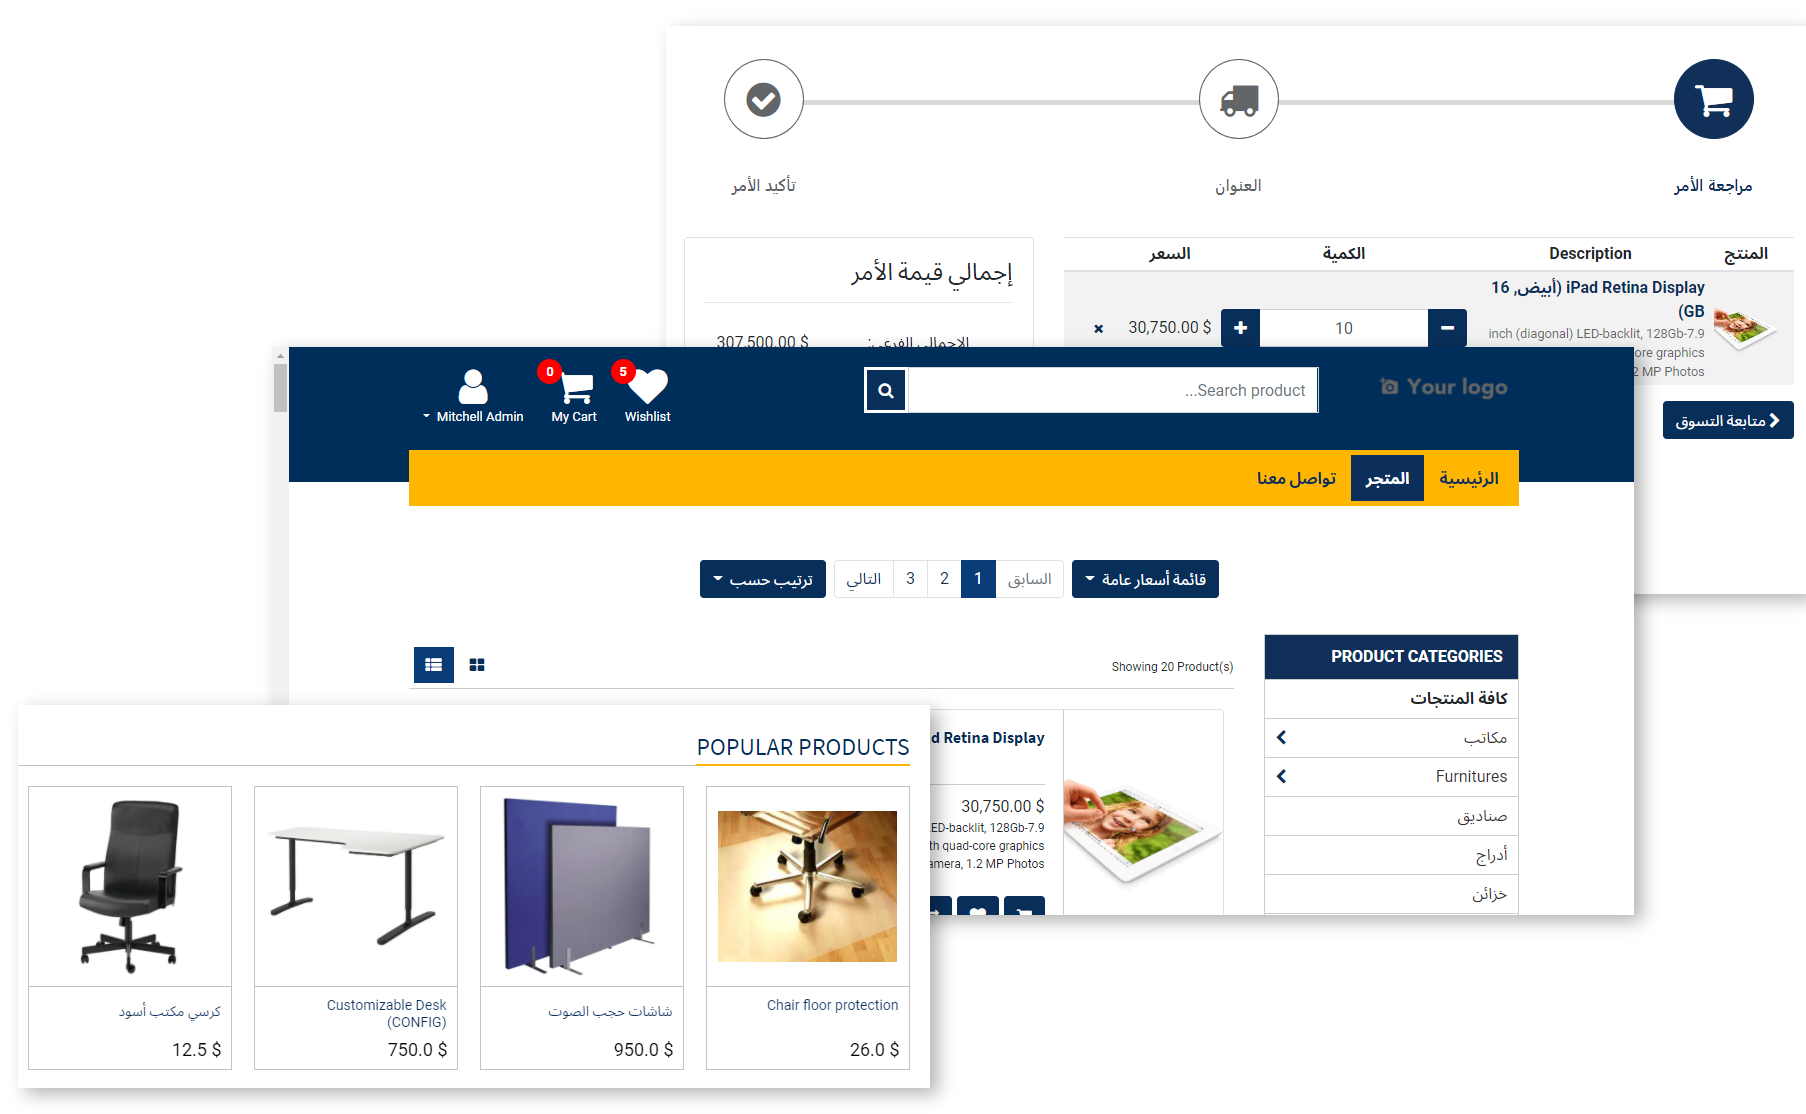 مراجعة الأمر
العنوان
تأكيد الأمر
المنتج
Description
الكمية
السعر
iPad Retina Display (أبيض, 16
GB)
7.9-inch (diagonal) LED-backlit, 128Gb
ore graphics
2 MP Photos
10
30,750.00 $
متابعة التسوق
إجمالي قيمة الأمر
الإجمالي الفرعي:
307,500.00 $
Your logo
Search product...
5
Wishlist
0
My Cart
Mitchell Admin
الرئيسية
المتجر
تواصل معنا
قائمة أسعار عامة
السابق
1
2
3
التالي
ترتيب حسب
Showing 20 Product(s)
PRODUCT CATEGORIES
كافة المنتجات
مكاتب
Furnitures
صناديق
أدراج
خزائن
d Retina Display
30,750.00 $
ED-backlit, 128Gb-7.9
th quad-core graphics
amera, 1.2 MP Photos
POPULAR PRODUCTS
Chair floor protection
26.0 $
شاشات حجب الصوت
950.0 $
Customizable Desk
(CONFIG)
750.0 $
كرسي مكتب أسود
12.5 $